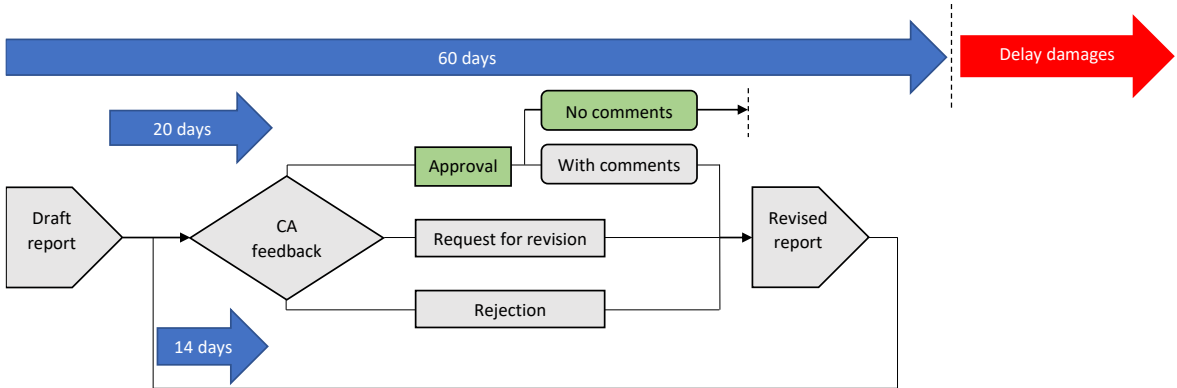 60 days
Delay damages
20 days
No comments
With comments
Approval
Draft
report
CA
feedback
Request for revision
Revised
report
Rejection
14 days